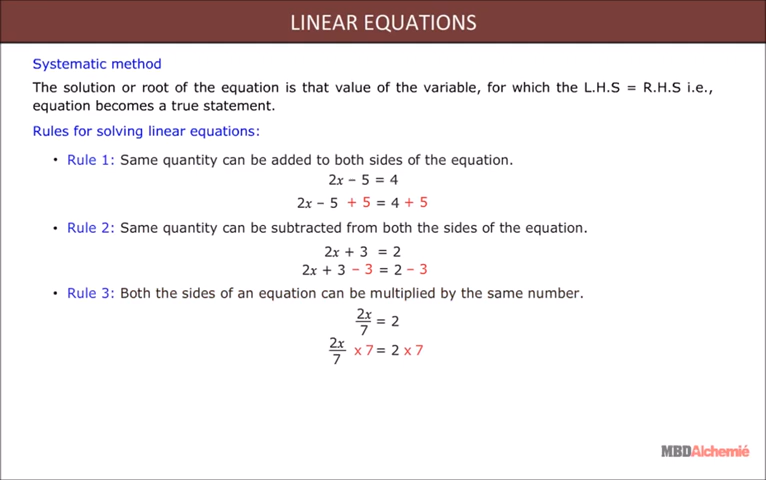 LINEAR EQUATIONS
Systematic method
The solution or root of the equation is that value of the variable, for which the L.H.S = R.H.S i.e.,
equation becomes a true statement.
Rules for solving linear equations:
• Rule 1: Same quantity can be added to both sides of the equation.
2x – 5 = 4
2x – 5 + 5 = 4 + 5
• Rule 2: Same quantity can be subtracted from both the sides of the equation.
2x + 3 = 2
2x + 3 – 3 = 2 – 3
• Rule 3: Both the sides of an equation can be multiplied by the same number.
2x/7 = 2
2x/7 x 7 = 2 x 7
MBDAlchemié